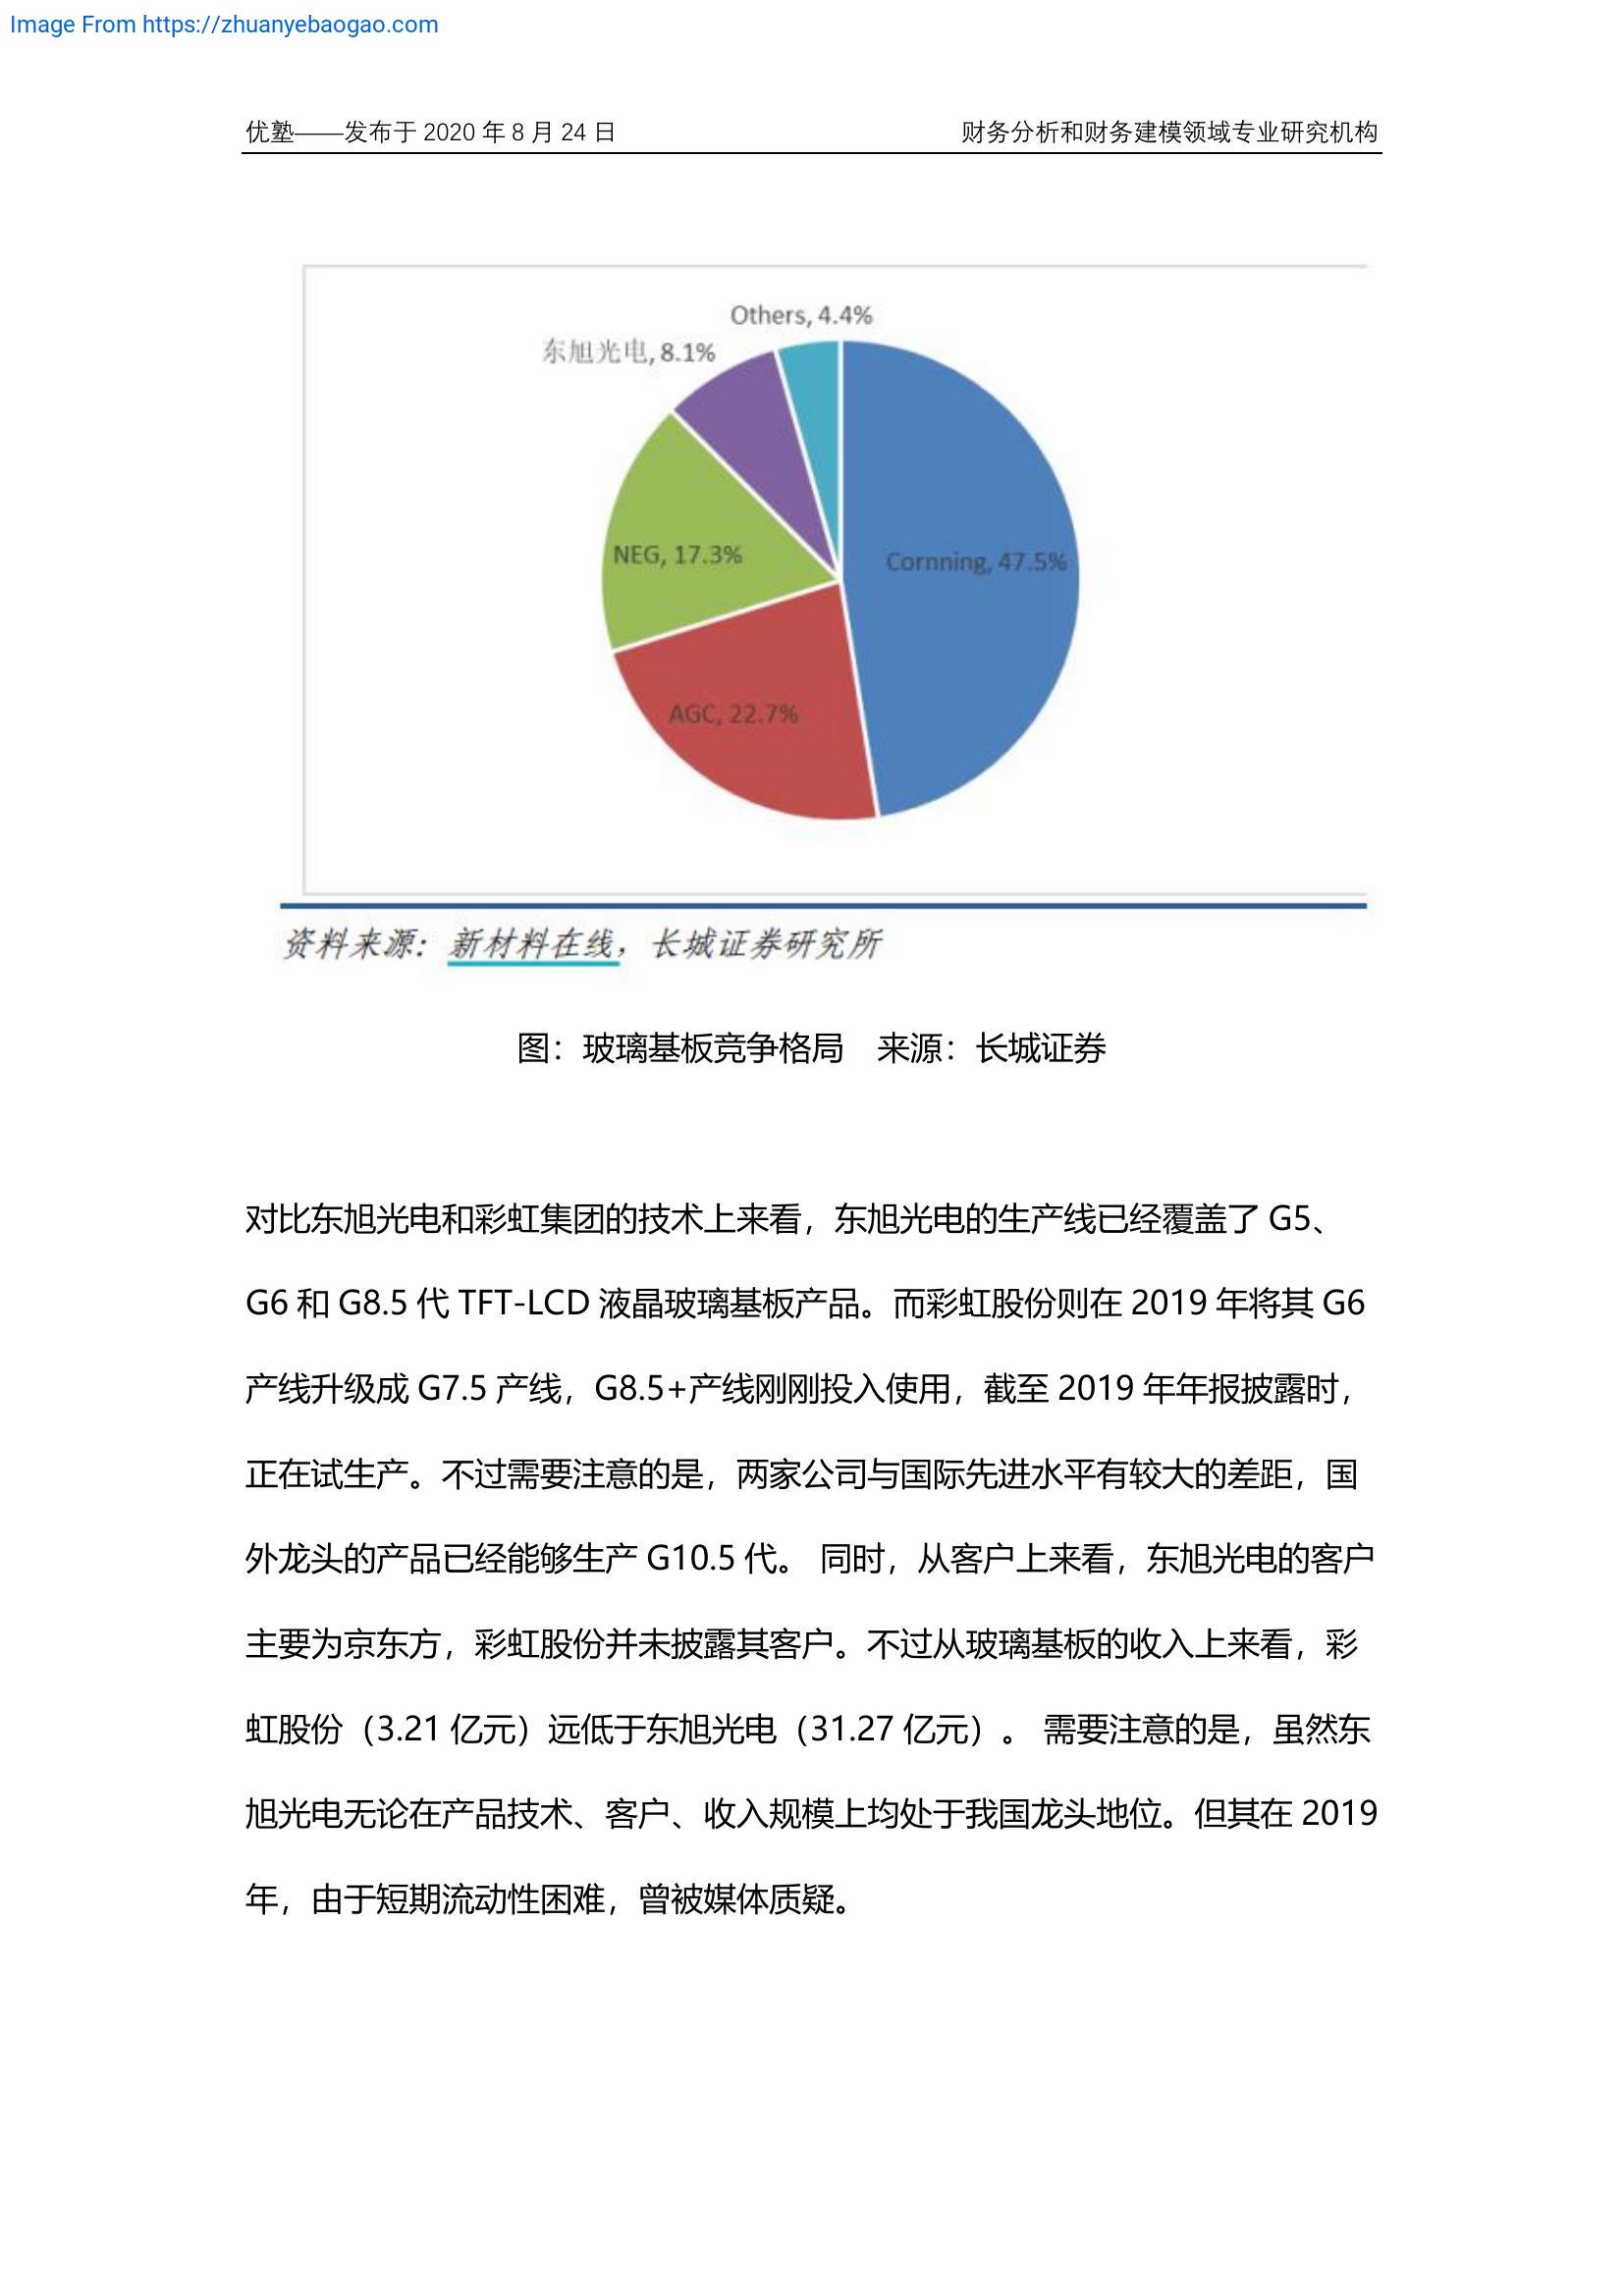 Image From https://zhuanyebaogao.com
优塾——发布于 2020 年 8 月 24 日 财务分析和财务建模领域专业研究机构
Others, 4.4%
东旭光电, 8.1%
NEG, 17.3%
Cornning, 47.5%
AGC, 22.7%
资料来源：新材料在线，长城证券研究所
图：玻璃基板竞争格局 来源：长城证券
对比东旭光电和彩虹集团的技术上来看，东旭光电的生产线已经覆盖了 G5、
G6 和 G8.5 代 TFT-LCD 液晶玻璃基板产品。而彩虹股份则在 2019 年将其 G6
产线升级成 G7.5 产线，G8.5+产线刚刚投入使用，截至 2019 年年报披露时，
正在试生产。不过需要注意的是，两家公司与国际先进水平有较大的差距，国
外龙头的产品已经能够生产 G10.5 代。 同时，从客户上来看，东旭光电的客户
主要为京东方，彩虹股份并未披露其客户。不过从玻璃基板的收入上来看，彩
虹股份（3.21 亿元）远低于东旭光电（31.27 亿元）。 需要注意的是，虽然东
旭光电无论在产品技术、客户、收入规模上均处于我国龙头地位。但其在 2019
年，由于短期流动性困难，曾被媒体质疑。